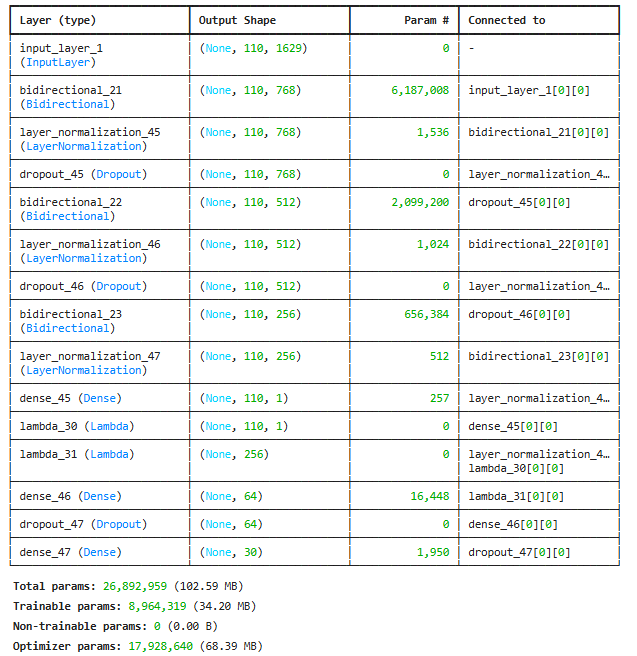 Layer (type) Output Shape Param # Connected to
input_layer_1 (None, 110, 1629) 0 -
(InputLayer)
bidirectional_21 (None, 110, 768) 6,187,008 input_layer_1[0][0]
(Bidirectional)
layer_normalization_45 (None, 110, 768) 1,536 bidirectional_21[0][0]
(LayerNormalization)
dropout_45 (Dropout) (None, 110, 768) 0 layer_normalization_4…
bidirectional_22 (None, 110, 512) 2,099,200 dropout_45[0][0]
(Bidirectional)
layer_normalization_46 (None, 110, 512) 1,024 bidirectional_22[0][0]
(LayerNormalization)
dropout_46 (Dropout) (None, 110, 512) 0 layer_normalization_4…
bidirectional_23 (None, 110, 256) 656,384 dropout_46[0][0]
(Bidirectional)
layer_normalization_47 (None, 110, 256) 512 bidirectional_23[0][0]
(LayerNormalization)
dense_45 (Dense) (None, 110, 1) 257 layer_normalization_4…
lambda_30 (Lambda) (None, 110, 1) 0 dense_45[0][0]
lambda_31 (Lambda) (None, 256) 0 layer_normalization_4…
lambda_30[0][0]
dense_46 (Dense) (None, 64) 16,448 lambda_31[0][0]
dropout_47 (Dropout) (None, 64) 0 dense_46[0][0]
dense_47 (Dense) (None, 30) 1,950 dropout_47[0][0]
Total params: 26,892,959 (102.59 MB)
Trainable params: 8,964,319 (34.20 MB)
Non-trainable params: 0 (0.00 B)
Optimizer params: 17,928,640 (68.39 MB)